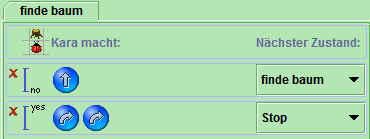 finde baum
Kara macht: Nächster Zustand:
no finde baum
yes Stop